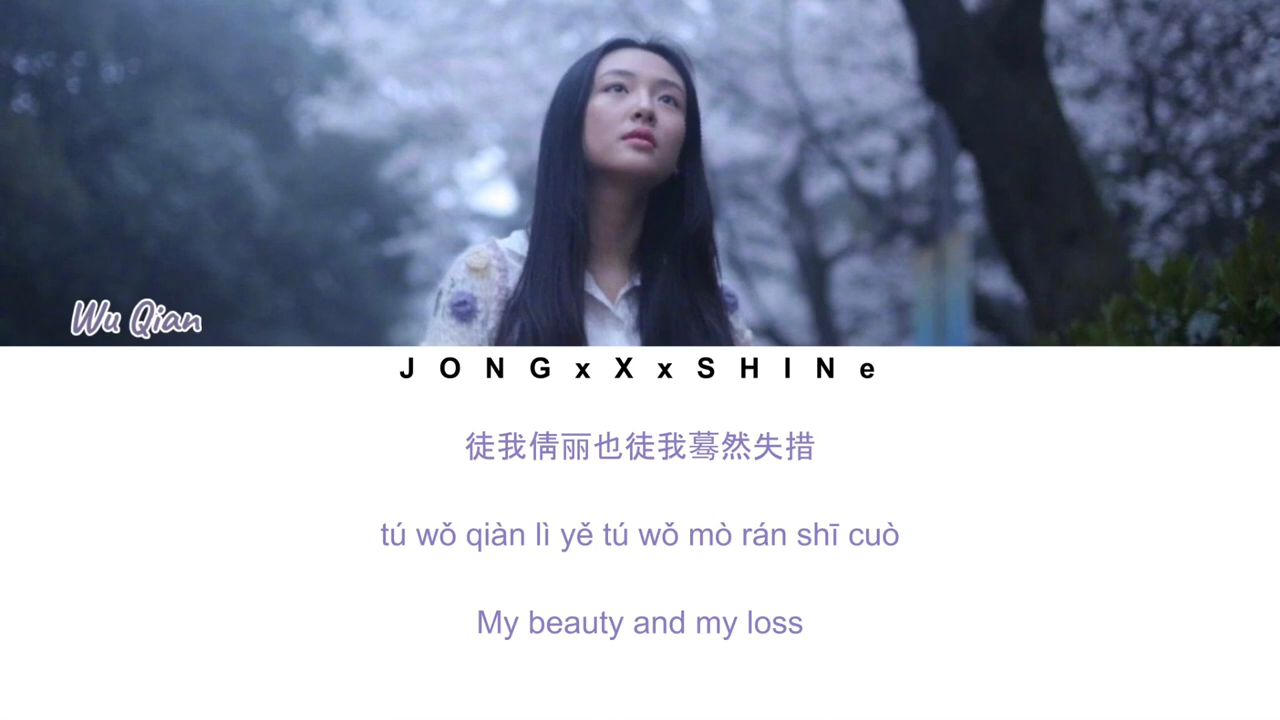 Wu Qian
J O N G x X x S H I N e
徒我倩丽也徒我蓦然失措
tú wǒ qiàn lì yě tú wǒ mò rán shī cuò
My beauty and my loss